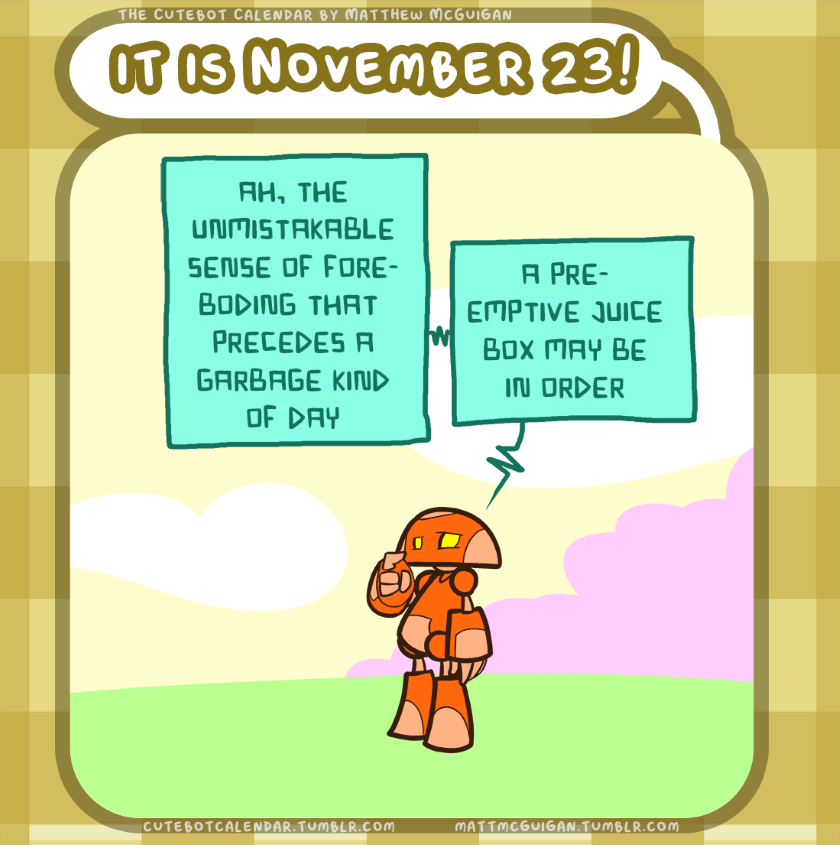 THE CUTEBOT CALENDAR BY MATTHEW MCGUIGAN
IT IS NOVEMBER 23!
AH, THE
UNMISTAKABLE
SENSE OF FORE-
BODING THAT
PRECEDES A
GARBAGE KIND
OF DAY
A PRE-
EMPTIVE JUICE
BOX MAY BE
IN ORDER
CUTEBOTCALENDAR.TUMBLR.COM
MATTMCGUIGAN.TUMBLR.COM